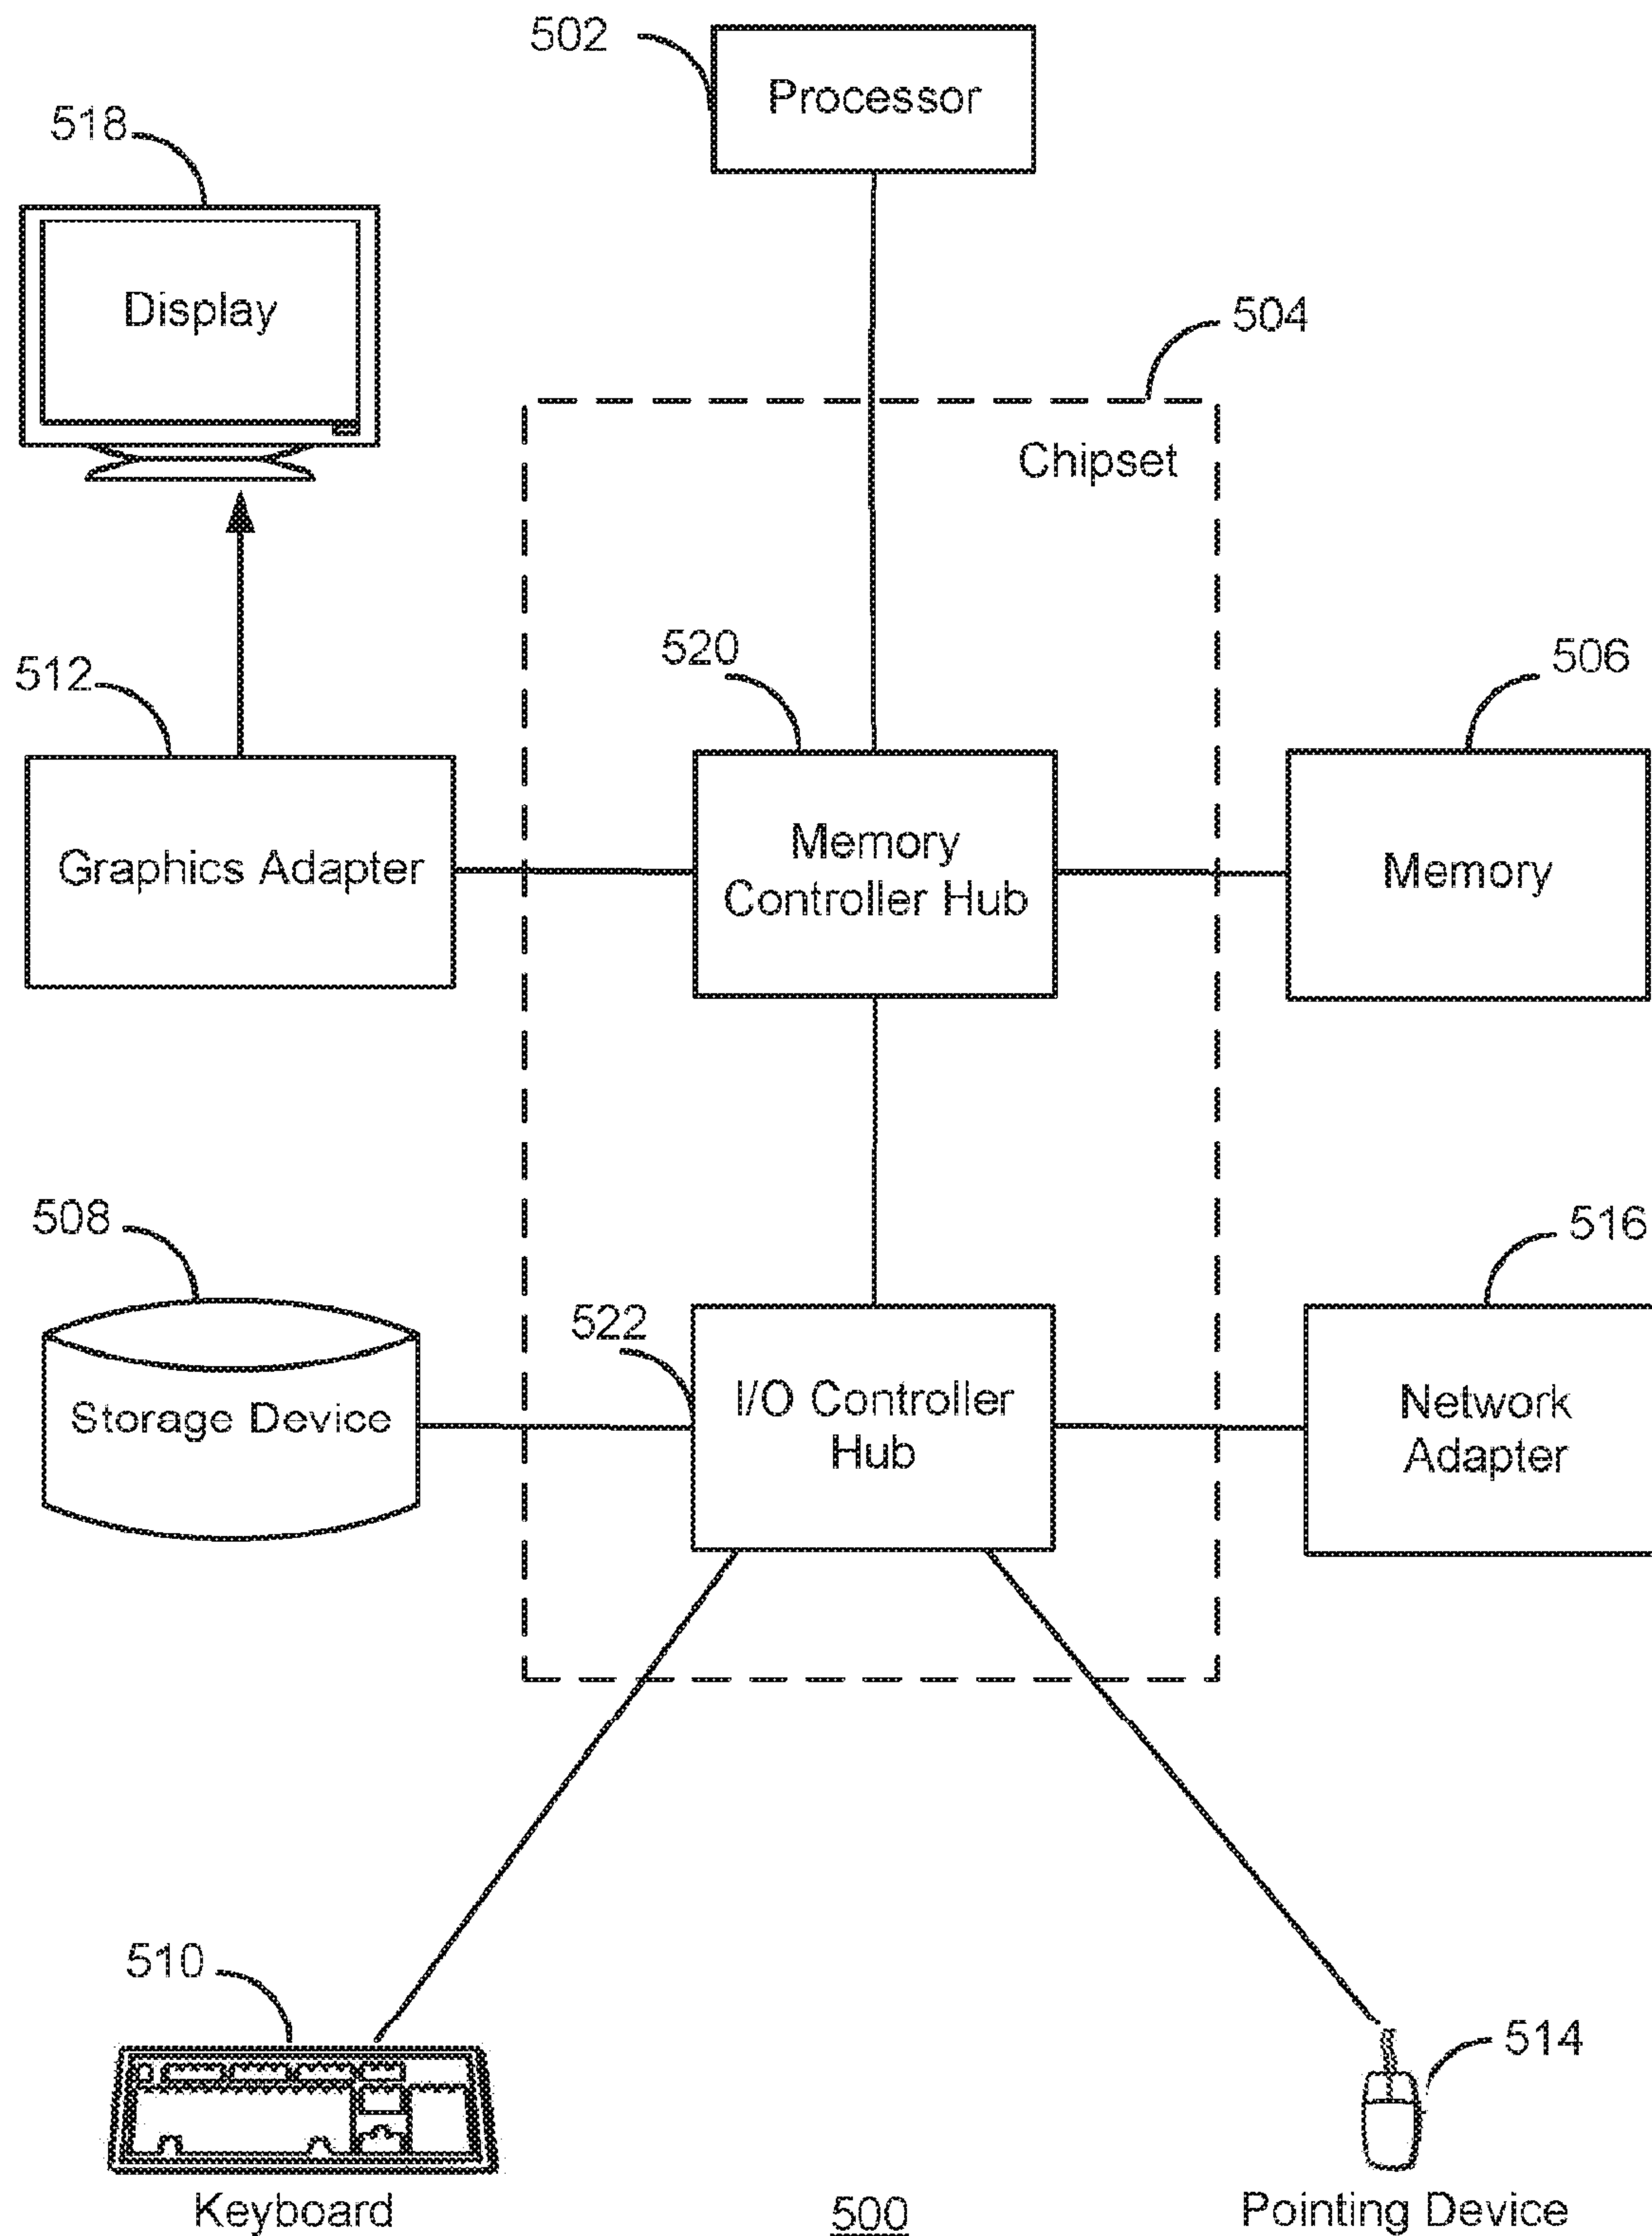 502
Processor
518
Display
504
Chipset
520
506
512
Memory
Controller Hub
Graphics Adapter
Memory
508
516
522
I/O Controller
Hub
Storage Device
Network
Adapter
510
514
Keyboard
500
Pointing Device